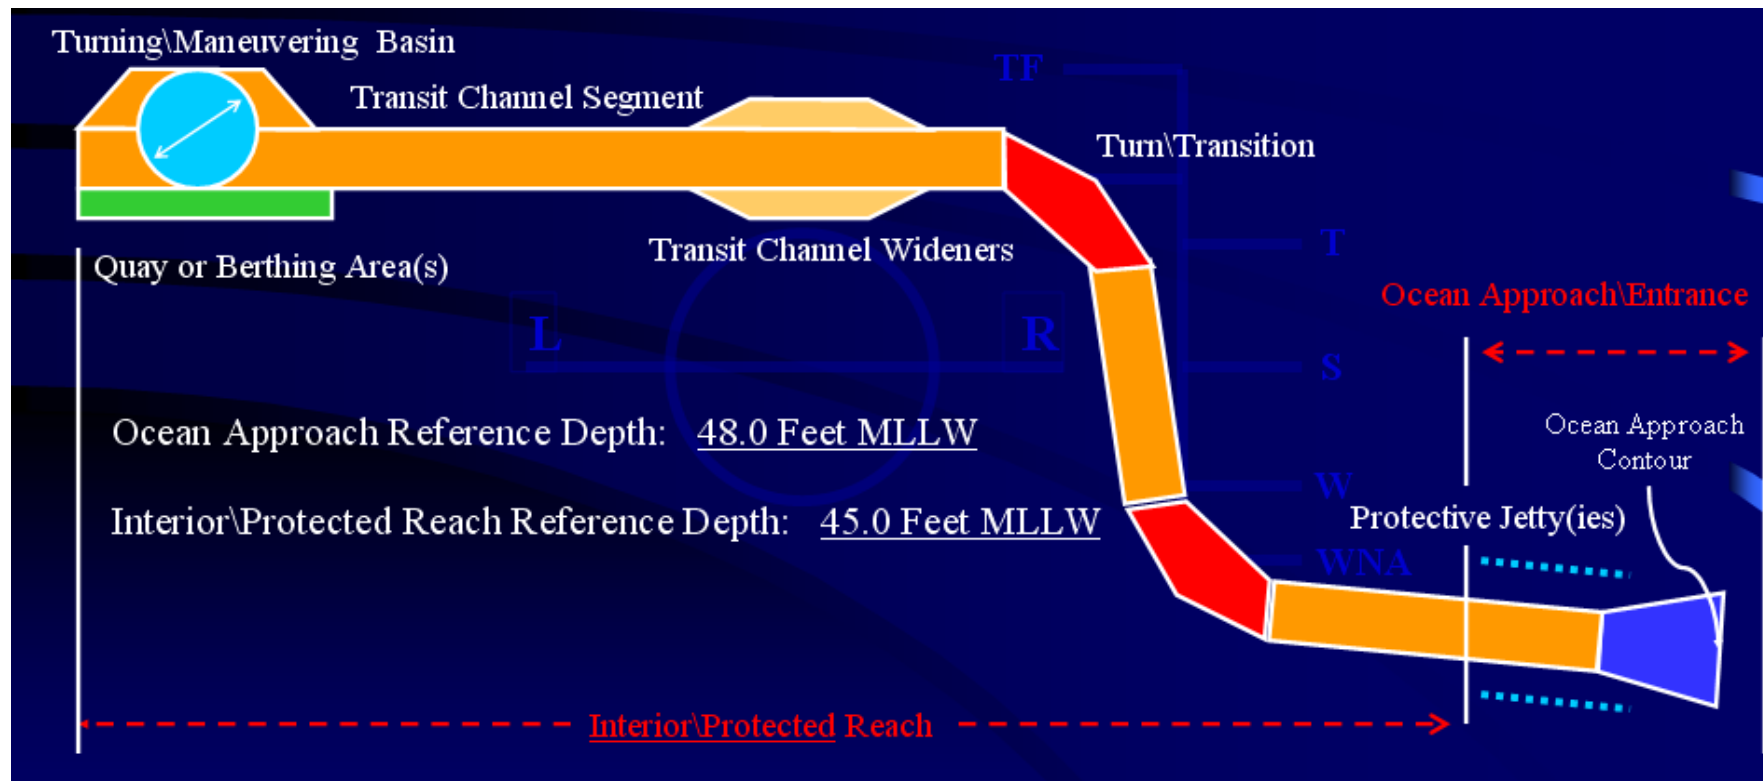 Turning\Maneuvering Basin
TF
Transit Channel Segment
Turn\Transition
T
Transit Channel Wideners
Quay or Berthing Area(s)
Ocean Approach\Entrance
L
R
S
Ocean Approach
Contour
Ocean Approach Reference Depth: 48.0 Feet MLLW
W
Interior\Protected Reach Reference Depth: 45.0 Feet MLLW
Protective Jetty(ies)
WNA
Interior\Protected Reach